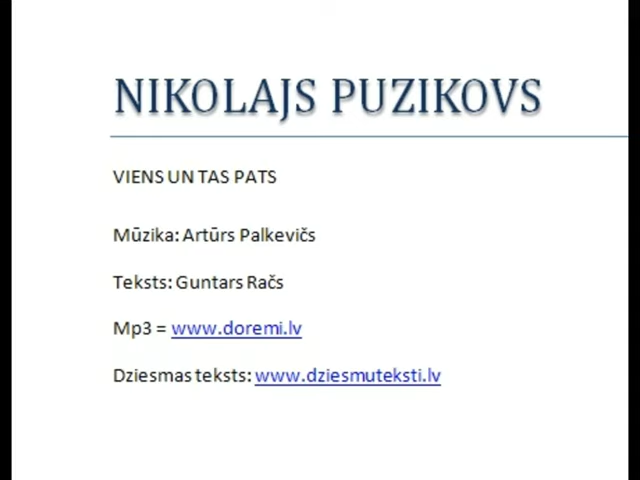 NIKOLAJS PUZIKOVS
VIENS UN TAS PATS
Mūzika: Artūrs Palkevičs
Teksts: Guntars Račs
Mp3 = www.doremi.lv
Dziesmas teksts: www.dziesmuteksti.lv